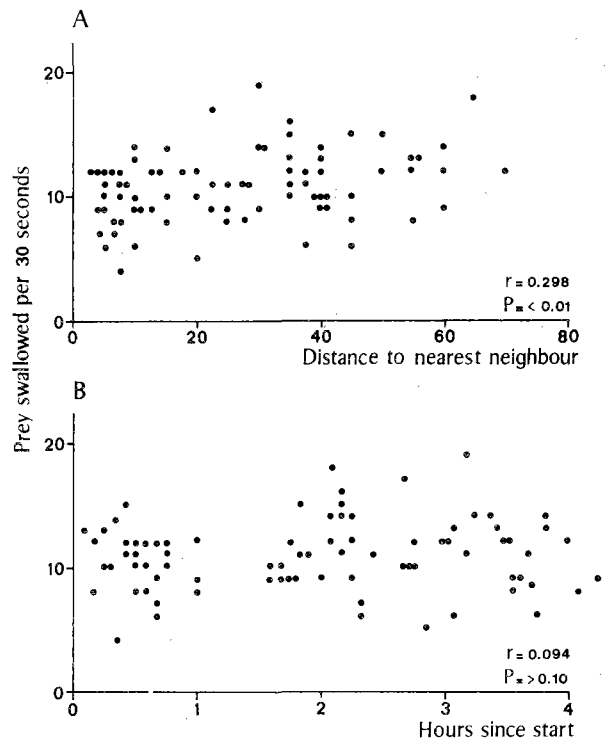 A
20
10
0
0 20 40 60 80
r = 0.298
P = < 0.01
Distance to nearest neighbour
Prey swallowed per 30 seconds
B
20
10
0
0 1 2 3 4
r = 0.094
P = > 0.10
Hours since start